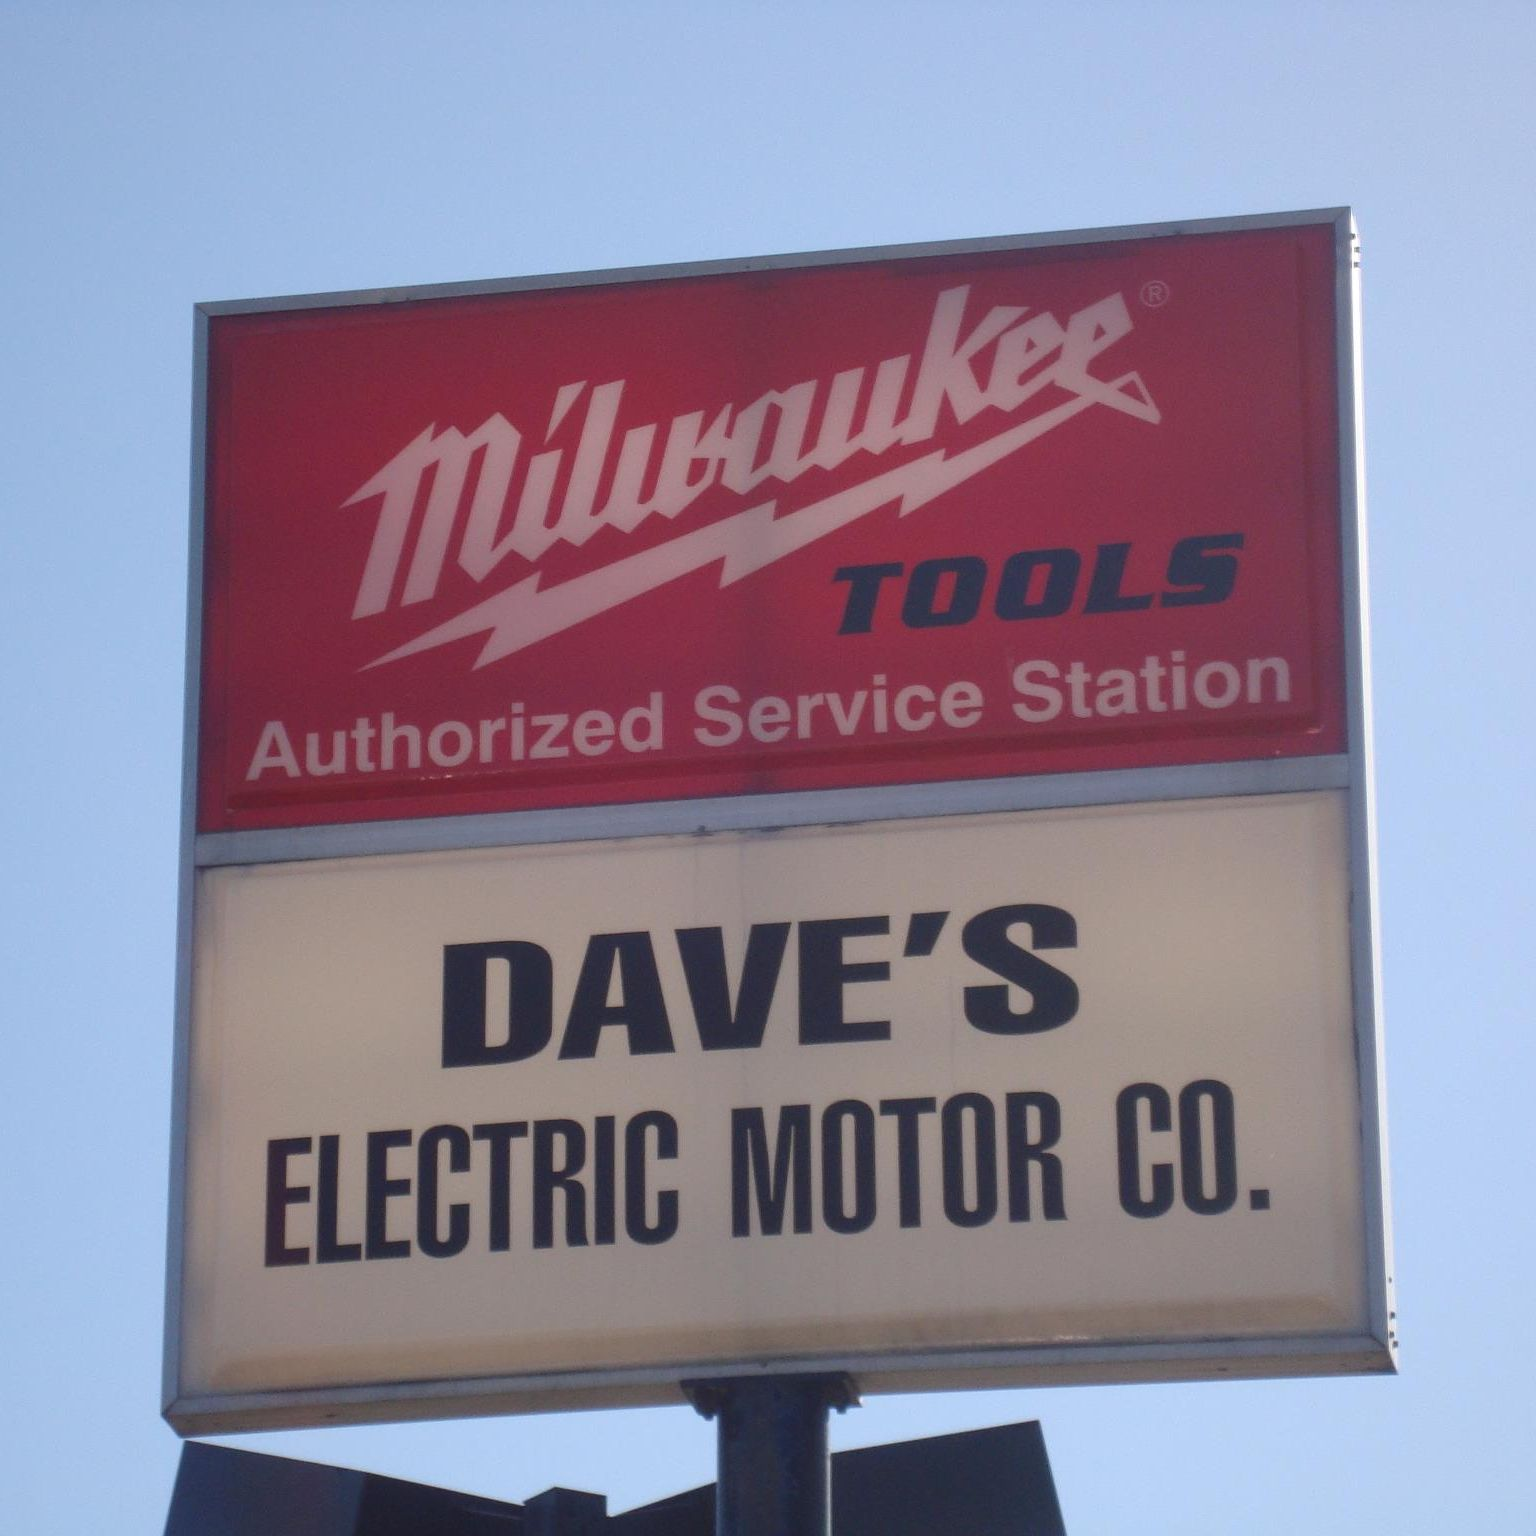 Milwaukee®
TOOLS
Authorized Service Station
DAVE'S
ELECTRIC MOTOR CO.